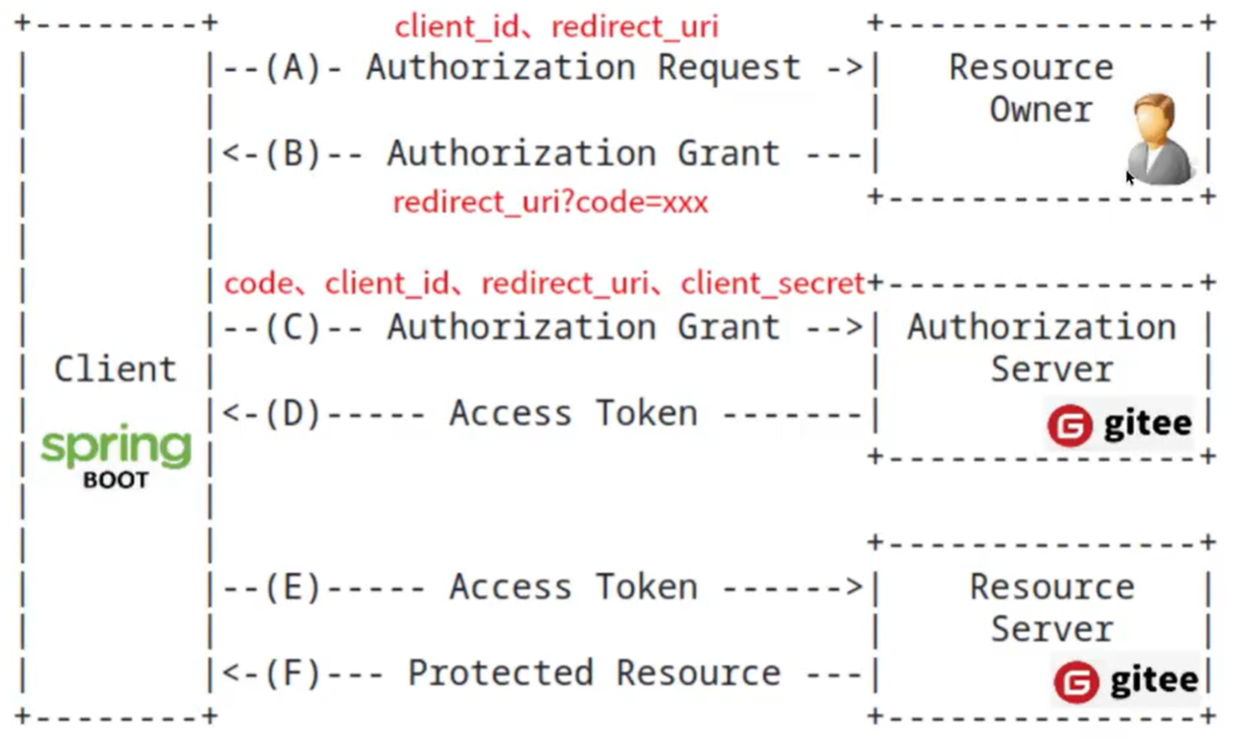 client_id、redirect_uri
--(A)- Authorization Request ->
Resource
Owner
<-(B)-- Authorization Grant ---
redirect_uri?code=xxx
code、client_id、redirect_uri、client_secret
--(C)-- Authorization Grant -->
Authorization
Server
Client
<-(D)----- Access Token -------
gitee
spring
BOOT
--(E)----- Access Token ------>
Resource
Server
<-(F)--- Protected Resource ---
gitee